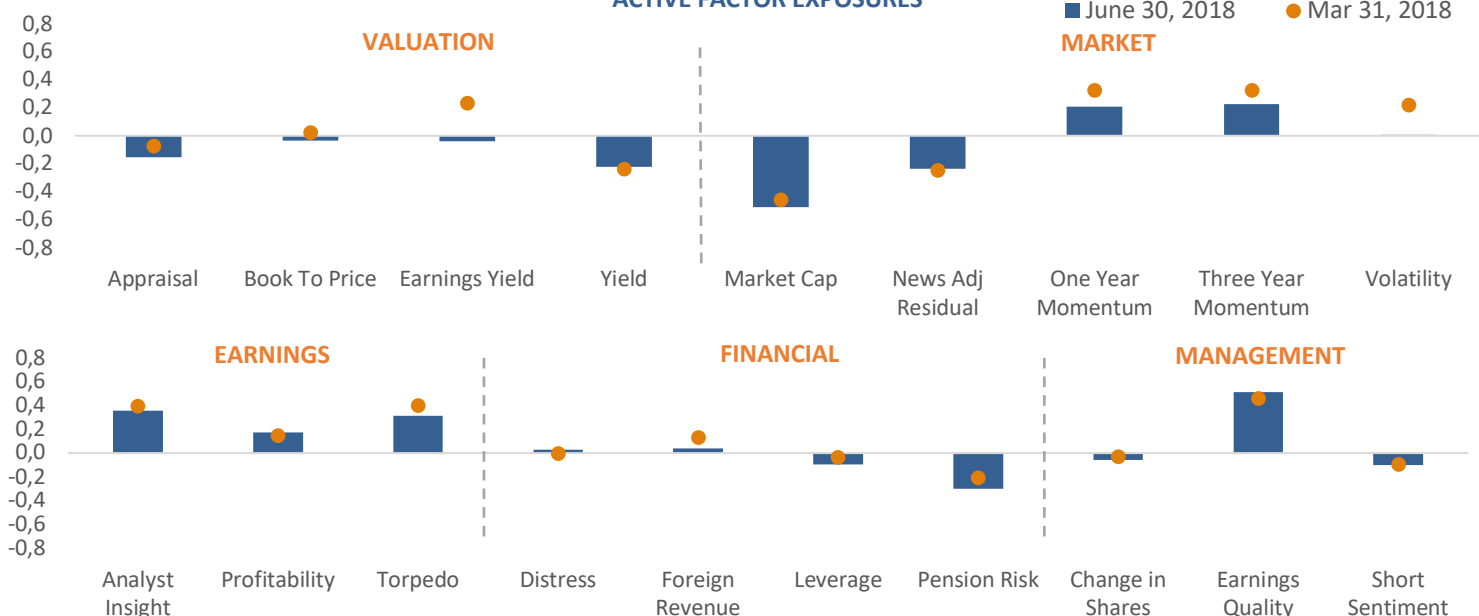 ACTIVE FACTOR EXPOSURES
June 30, 2018 Mar 31, 2018
VALUATION MARKET
0,8
0,6
0,4
0,2
0,0
-0,2
-0,4
-0,6
-0,8
Appraisal Book To Price Earnings Yield Yield Market Cap News Adj One Year Three Year Volatility
Residual Momentum Momentum
EARNINGS FINANCIAL MANAGEMENT
0,8
0,6
0,4
0,2
0,0
-0,2
-0,4
-0,6
-0,8
Analyst Profitability Torpedo Distress Foreign Leverage Pension Risk Change in Earnings Short
Insight Revenue Shares Quality Sentiment